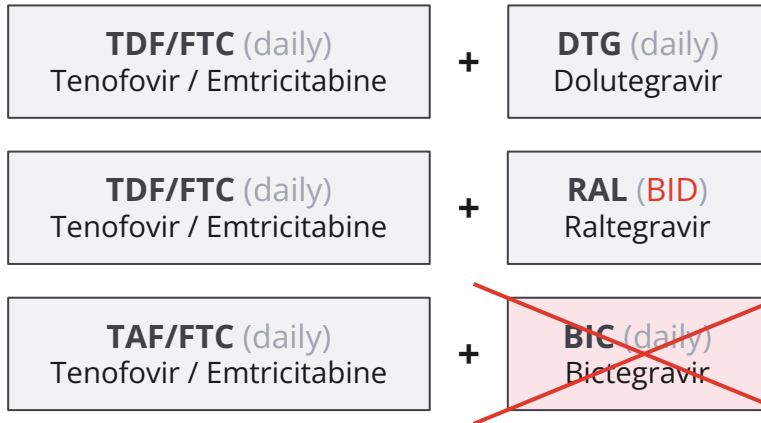 TDF/FTC (daily) + DTG (daily)
Tenofovir / Emtricitabine Dolutegravir
TDF/FTC (daily) + RAL (BID)
Tenofovir / Emtricitabine Raltegravir
TAF/FTC (daily) + BIC (daily)
Tenofovir / Emtricitabine Bictegravir